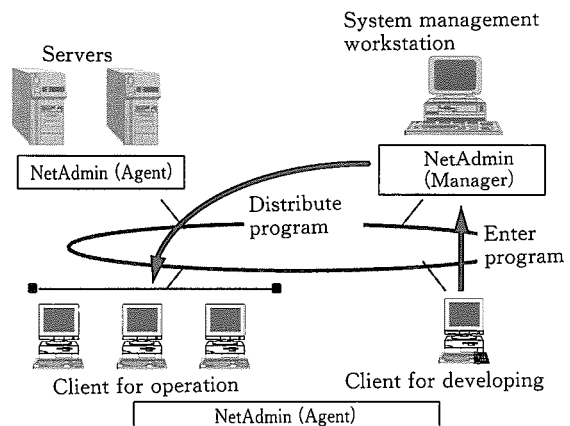 System management
workstation
Servers
NetAdmin (Agent)
NetAdmin
(Manager)
Distribute
program
Enter
program
Client for operation
Client for developing
NetAdmin (Agent)